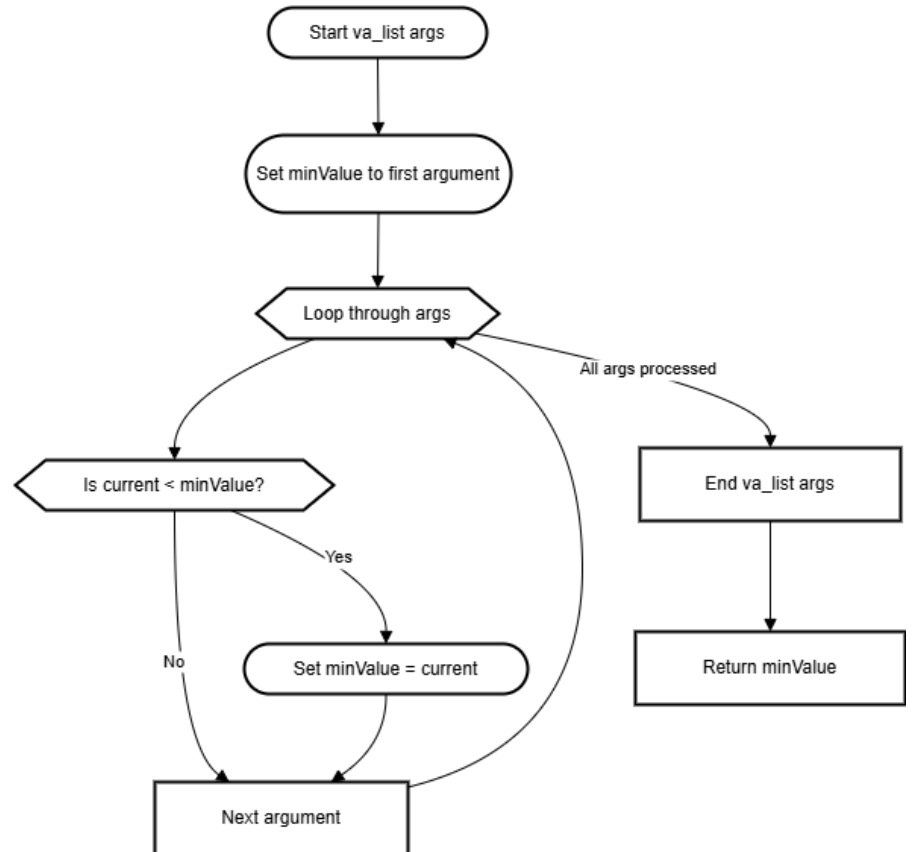 Start va_list args
Set minValue to first argument
Loop through args
All args processed
Is current < minValue?
End va_list args
Yes
No
Set minValue = current
Return minValue
Next argument